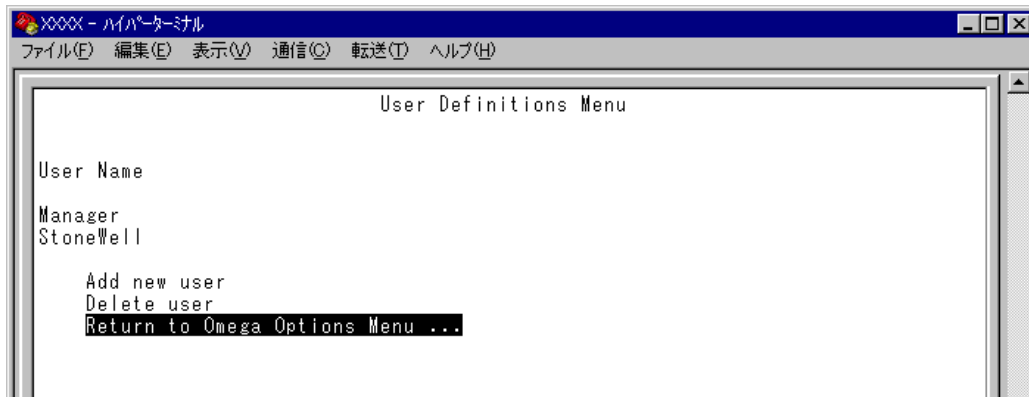 XXXX - ﾊｲﾊﾟｰﾀｰﾐﾅﾙ
ファイル(F) 編集(E) 表示(V) 通信(C) 転送(T) ヘルプ(H)
User Definitions Menu
User Name
Manager
StoneWell
Add new user
Delete user
Return to Omega Options Menu ...